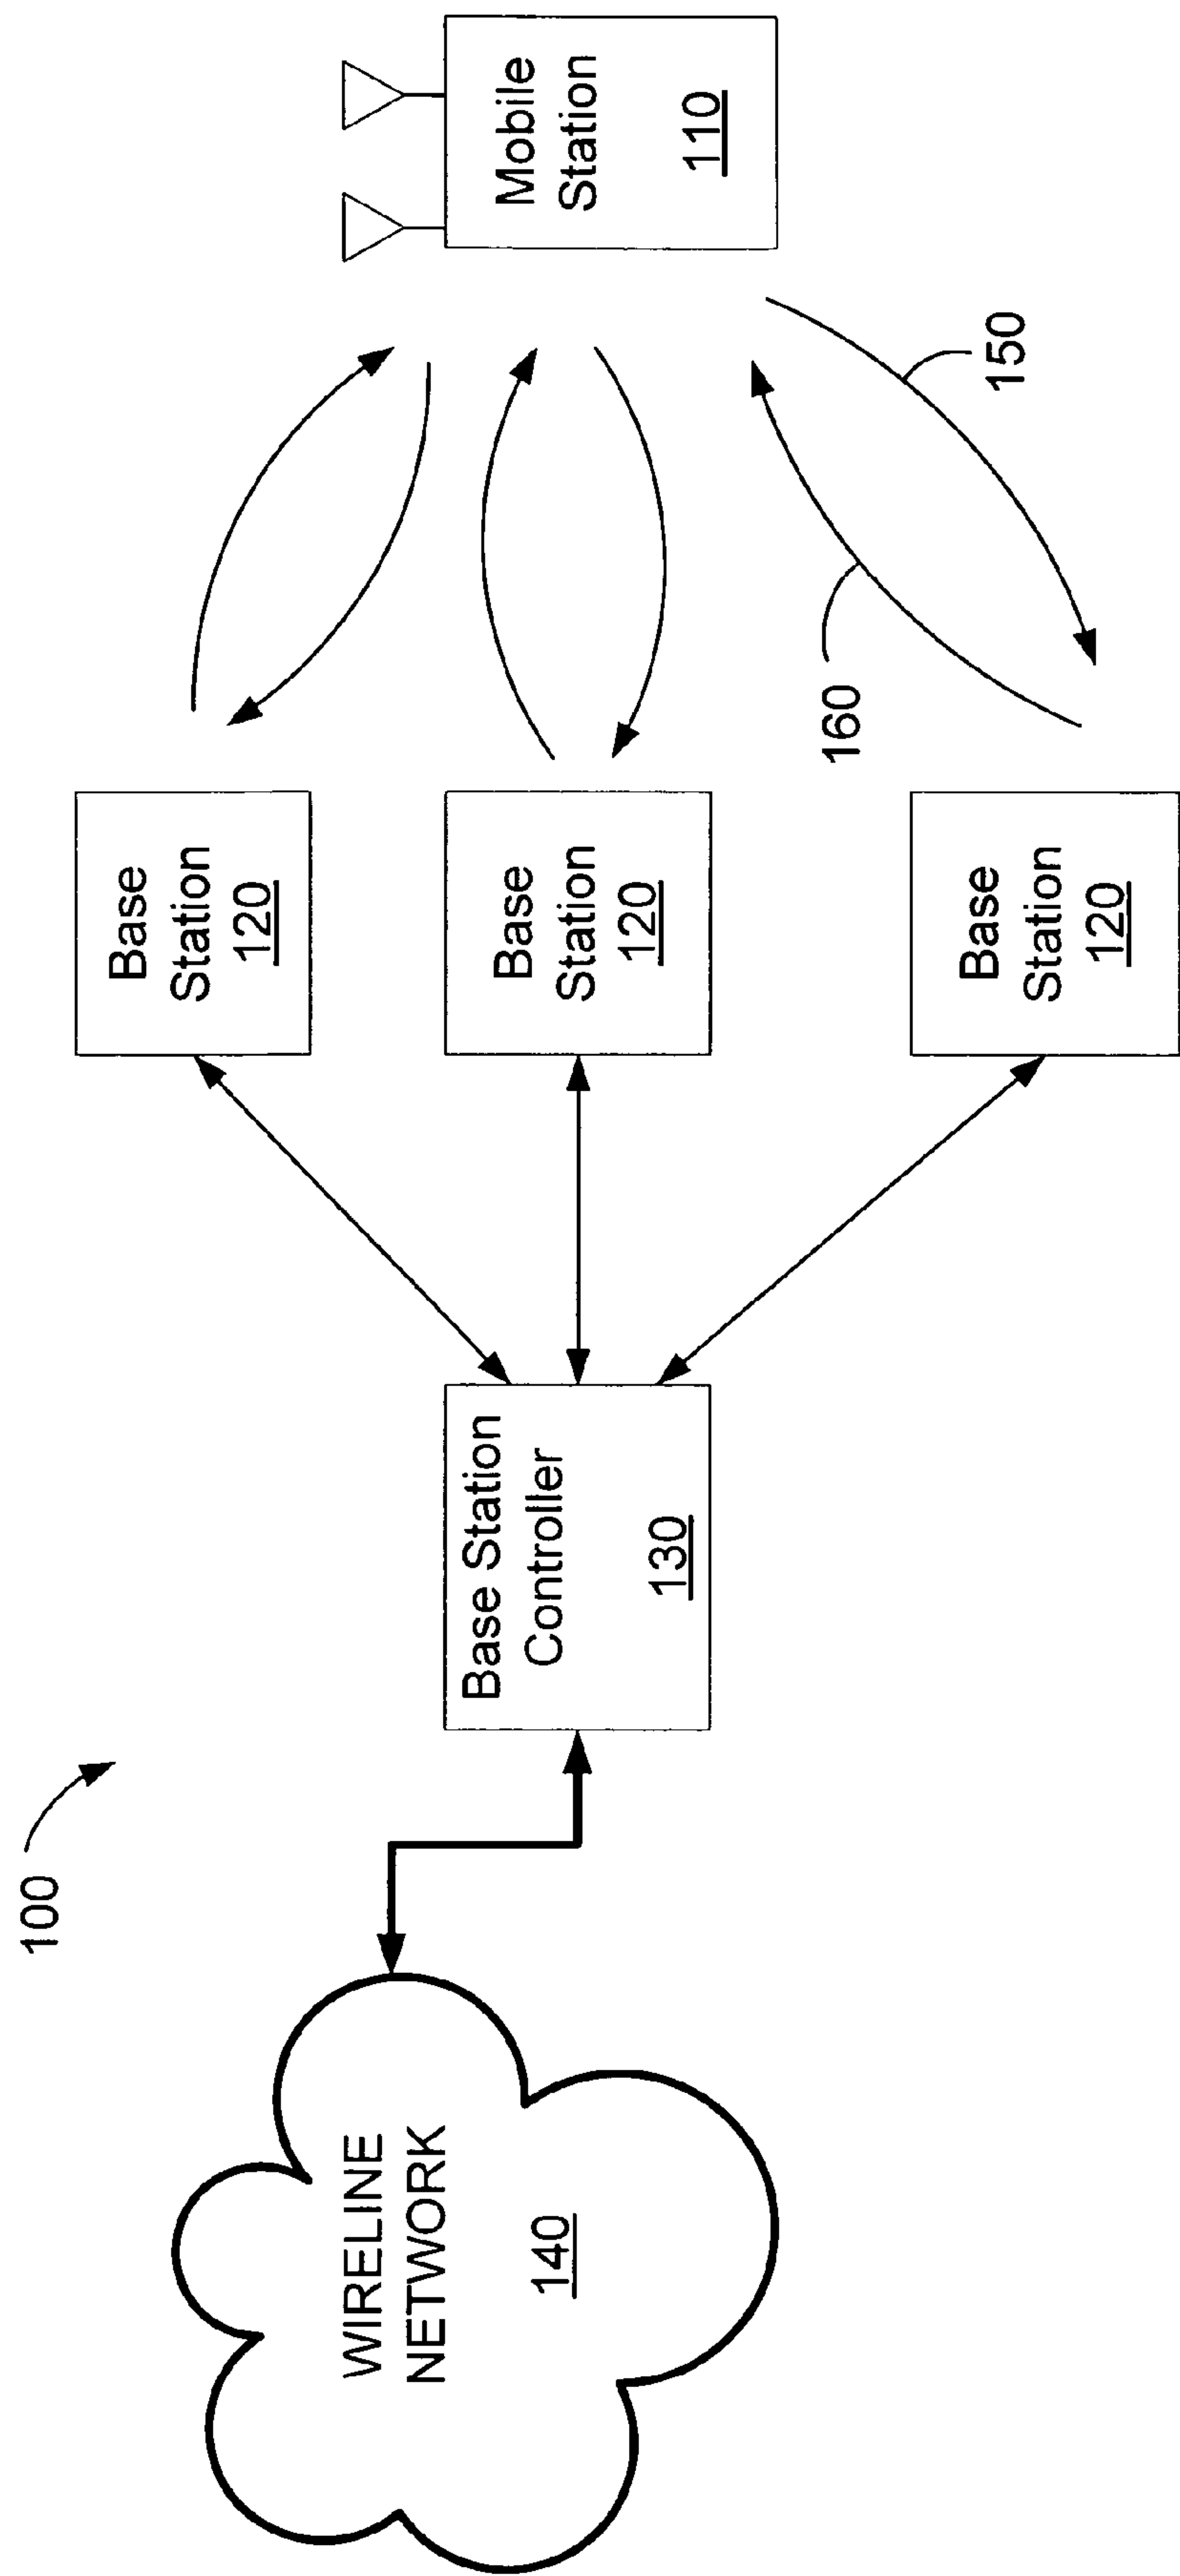 100
WIRELINE
NETWORK
140
Base Station
Controller
130
Base
Station
120
Base
Station
120
Base
Station
120
160
150
Mobile
Station
110